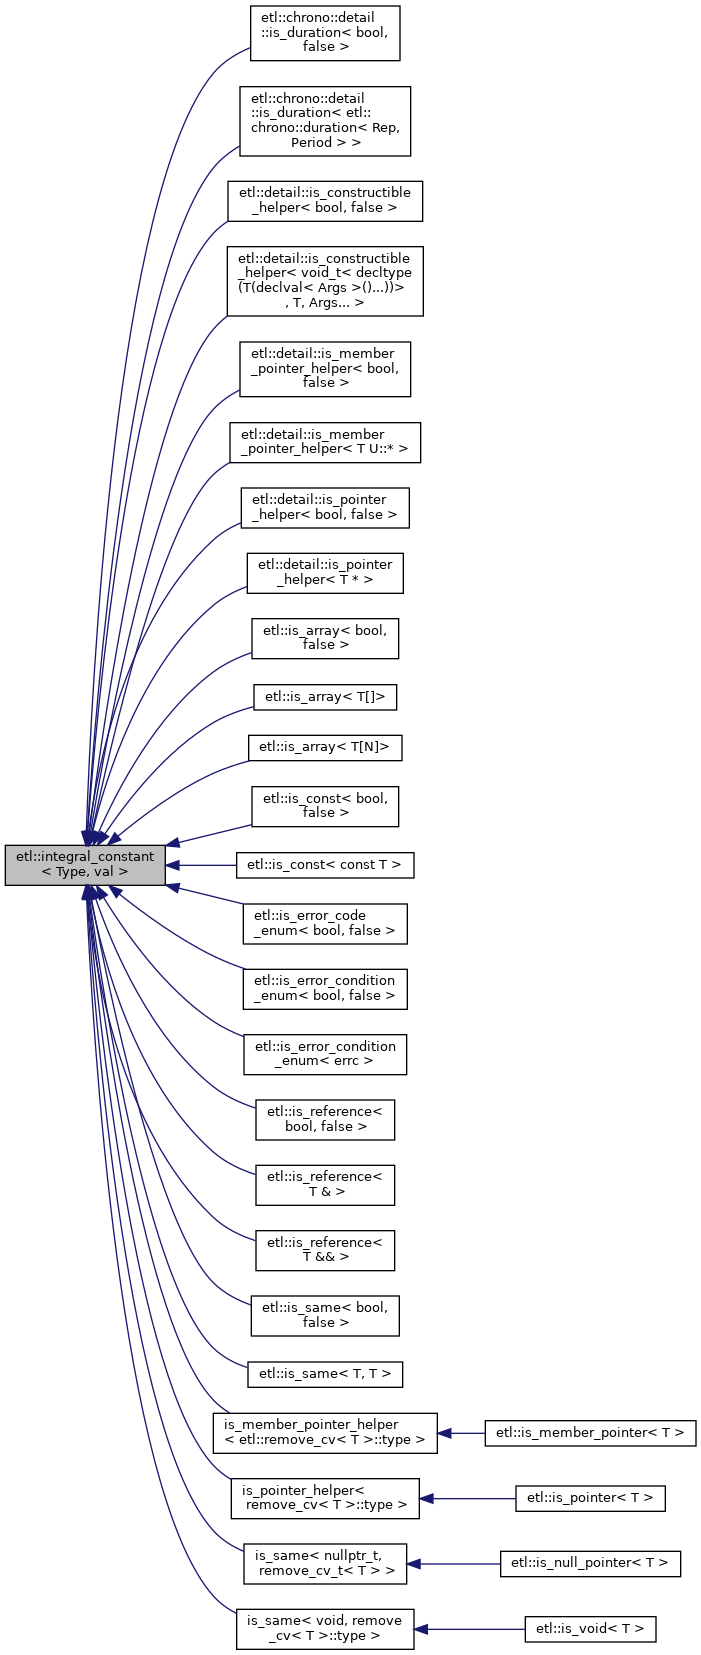 etl::chrono::detail
::is_duration< bool,
false >
etl::chrono::detail
::is_duration< etl::
chrono::duration< Rep,
Period > >
etl::detail::is_constructible
_helper< bool, false >
etl::detail::is_constructible
_helper< void_t< decltype
(T(declval< Args >()...))>
, T, Args... >
etl::detail::is_member
_pointer_helper< bool,
false >
etl::detail::is_member
_pointer_helper< T U::* >
etl::detail::is_pointer
_helper< bool, false >
etl::detail::is_pointer
_helper< T * >
etl::is_array< bool,
false >
etl::is_array< T[]>
etl::is_array< T[N]>
etl::is_const< bool,
false >
etl::integral_constant
< Type, val >
etl::is_const< const T >
etl::is_error_code
_enum< bool, false >
etl::is_error_condition
_enum< bool, false >
etl::is_error_condition
_enum< errc >
etl::is_reference<
bool, false >
etl::is_reference<
T & >
etl::is_reference<
T && >
etl::is_same< bool,
false >
etl::is_same< T, T >
is_member_pointer_helper
< etl::remove_cv< T >::type >
etl::is_member_pointer< T >
is_pointer_helper<
remove_cv< T >::type >
etl::is_pointer< T >
is_same< nullptr_t,
remove_cv_t< T > >
etl::is_null_pointer< T >
is_same< void, remove
_cv< T >::type >
etl::is_void< T >